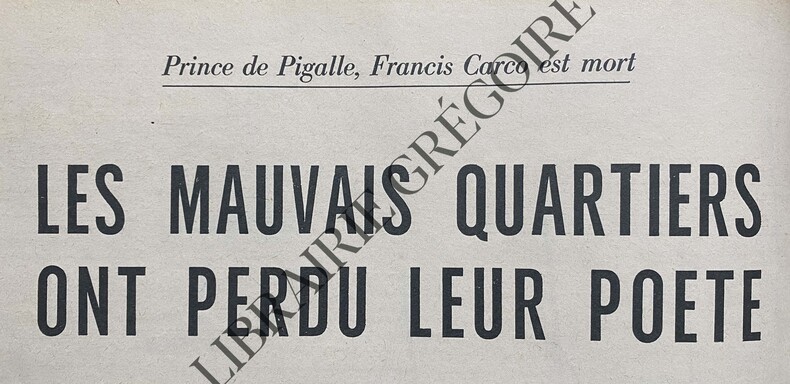 Prince de Pigalle, Francis Carco est mort
LES MAUVAIS QUARTIERS
ONT PERDU LEUR POETE
LIBRAIRIE GRÉGOIRE